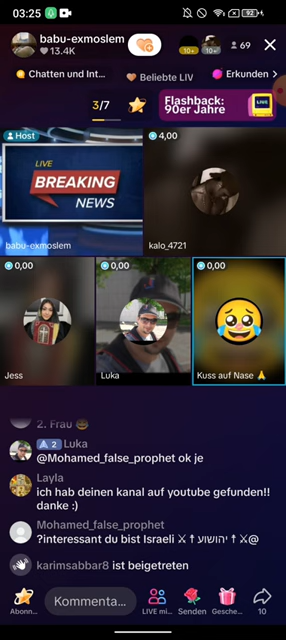 03:25
92
babu-exmoslem
13.4K
10+
10+
69
Chatten und Int...
Beliebte LIV
Erkunden
3/7
Flashback:
90er Jahre
LIVE
Host
4,00
LIVE
BREAKING
NEWS
babu-exmoslem
kalo_4721
0,00
0,00
0,00
Jess
Luka
Kuss auf Nase 🙏
2. Frau 😄
2 Luka
@Mohamed_false_prophet ok je
Layla
ich hab deinen kanal auf youtube gefunden!!
danke :)
Mohamed_false_prophet
?interessant du bist Israeli ⚔️✝️יהושוע✝️⚔️@
karimsabbar8 ist beigetreten
Kommenta...
Abonn...
LIVE mi...
Senden
Gesche...
10